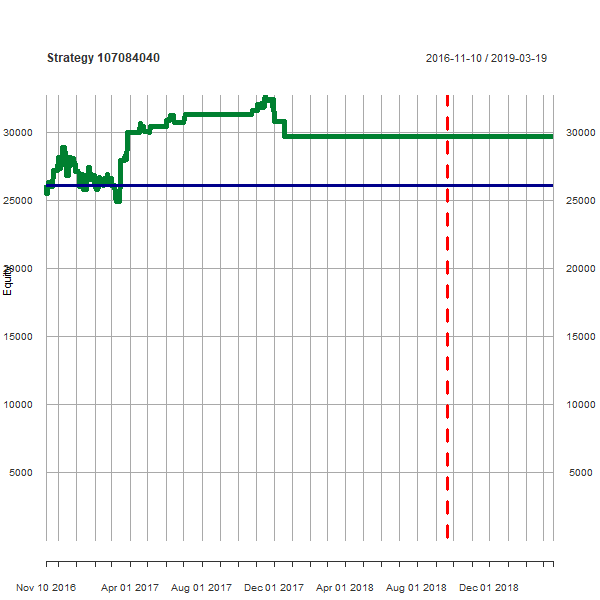 Strategy 107084040
2016-11-10 / 2019-03-19
30000
30000
25000
25000
20000
20000
Equity
15000
15000
10000
10000
5000
5000
Nov 10 2016
Apr 01 2017
Aug 01 2017
Dec 01 2017
Apr 01 2018
Aug 01 2018
Dec 01 2018